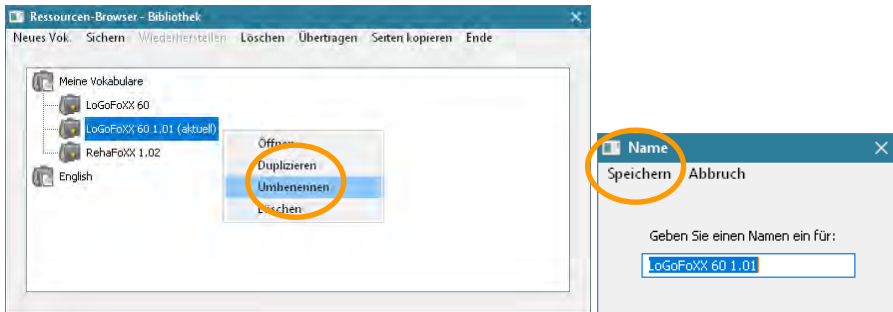 Ressourcen-Browser - Bibliothek
Neues Vok. Sichern Wiederherstellen Löschen Übertragen Seiten kopieren Ende
Meine Vokabulare
LoGoFoXX 60
LoGoFoXX 60 1.01 (aktuell)
RehaFoXX 1.02
English
Öffnen
Duplizieren
Umbenennen
Löschen
Name
Speichern Abbruch
Geben Sie einen Namen ein für:
LoGoFoXX 60 1.01